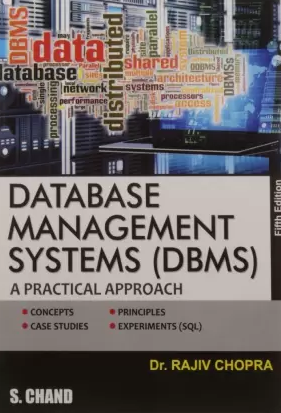 DBMS
data
database
distributed
parallel
shared
network
systems
architecture
performance
processors
access
DBMSs
DATABASE
MANAGEMENT
SYSTEMS (DBMS)
A PRACTICAL APPROACH
Fifth Edition
• CONCEPTS
• PRINCIPLES
• CASE STUDIES
• EXPERIMENTS (SQL)
Dr. RAJIV CHOPRA
S. CHAND